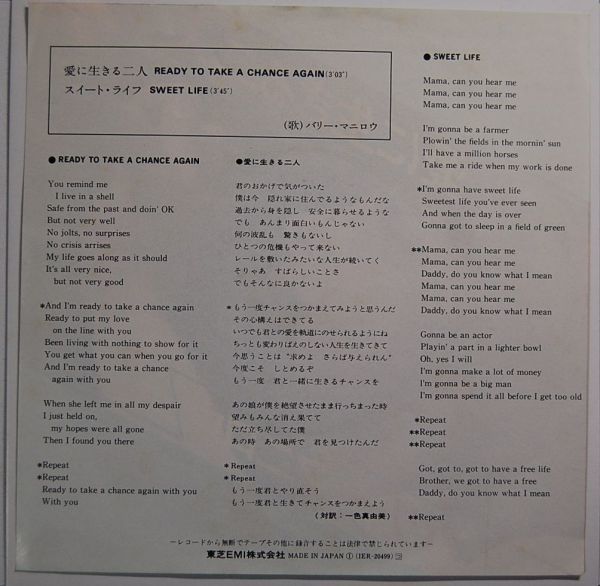 愛に生きる二人 READY TO TAKE A CHANCE AGAIN(3'03")
スイート・ライフ SWEET LIFE(3'45")
(歌)バリー・マニロウ
● READY TO TAKE A CHANCE AGAIN
You remind me
I live in a shell
Safe from the past and doin' OK
But not very well
No jolts, no surprises
No crisis arrises
My life goes along as it should
It's all very nice,
but not very good
*And I'm ready to take a chance again
Ready to put my love
on the line with you
Been living with nothing to show for it
You get what you can when you go for it
And I'm ready to take a chance
again with you
When she left me in all my despair
I just held on,
my hopes were all gone
Then I found you there
*Repeat
*Repeat
Ready to take a chance again with you
With you
●愛に生きる二人
君のおかげで気がついた
僕は今 隠れ家に住んでるようなもんだな
過去から身を隠し 安全に暮らせるような
でも あんまり面白いもんじゃない
何の波乱も 驚きもないし
ひとつの危機もやって来ない
レールを敷いたみたいな人生が続いてく
そりゃあ すばらしいことさ
でもそんなに良かないよ
*もう一度チャンスをつかまえてみようと思うんだ
その心構えはできてる
いつでも君との愛を軌道にのせられるようにね
ちっとも変わりばえのしない人生を生きてきて
今思うことは“求めよ さらば与えられん”
今度こそ しとめるぞ
もう一度 君と一緒に生きるチャンスを
あの娘が僕を絶望させたまま行っちまった時
望みもみんな消え果てて
ただ立ち尽してた僕
あの時 あの場所で 君を見つけたんだ
*Repeat
*Repeat
もう一度君とやり直そう
もう一度君と生きてチャンスをつかまえよう
(対訳：一色真由美)
● SWEET LIFE
Mama, can you hear me
Mama, can you hear me
Mama, can you hear me
I'm gonna be a farmer
Plowin' the fields in the mornin' sun
I'll have a million horses
Take me a ride when my work is done
*I'm gonna have sweet life
Sweetest life you've ever seen
And when the day is over
Gonna got to sleep in a field of green
**Mama, can you hear me
Mama, can you hear me
Daddy, do you know what I mean
Mama, can you hear me
Mama, can you hear me
Daddy, do you know what I mean
Gonna be an actor
Playin' a part in a lighter bowl
Oh, yes I will
I'm gonna make a lot of money
I'm gonna be a big man
I'm gonna spend it all before I get too old
*Repeat
**Repeat
**Repeat
Got, got to, got to have a free life
Brother, we got to have a free
Daddy, do you know what I mean
**Repeat
—レコードから無断でテープその他に録音することは法律で禁じられています—
東芝EMI株式会社 MADE IN JAPAN ① (IER-20499)